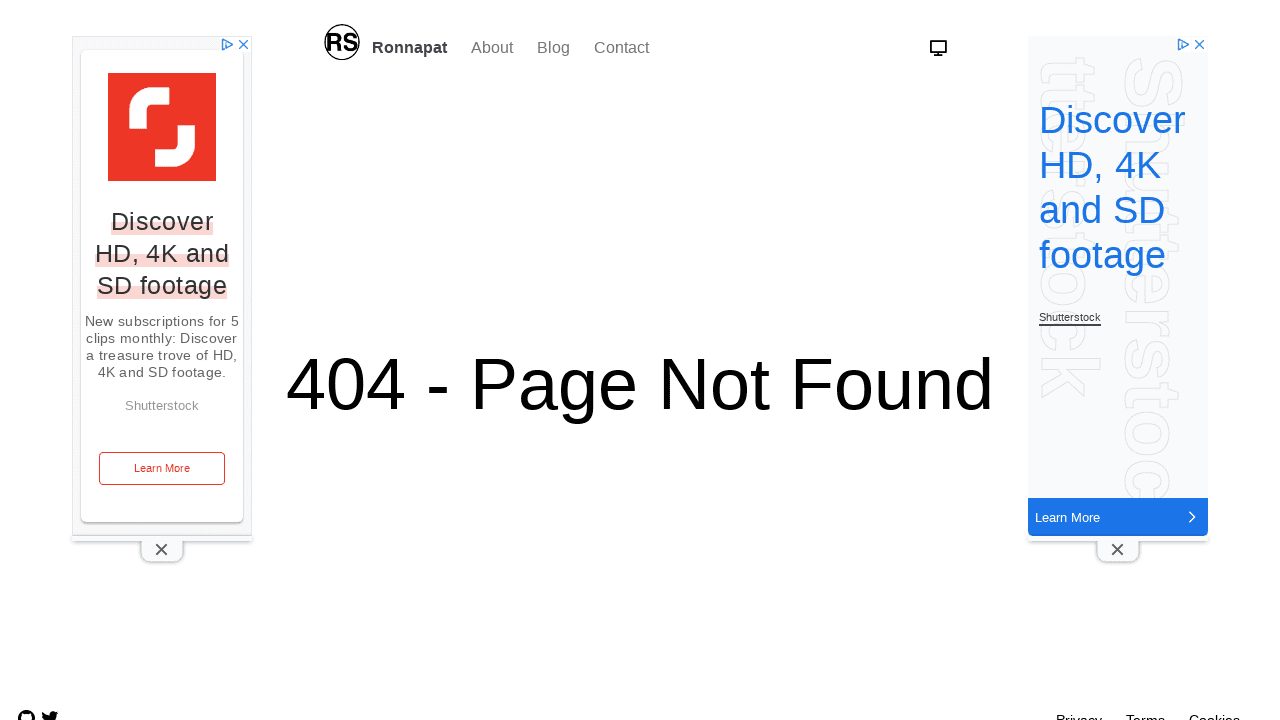 RS Ronnapat About Blog Contact
Discover
HD, 4K and
SD footage
New subscriptions for 5
clips monthly: Discover
a treasure trove of HD,
4K and SD footage.
Shutterstock
Learn More
404 - Page Not Found
Shutterstock
Discover
HD, 4K
and SD
footage
Shutterstock
Learn More
Privacy Terms Cookies